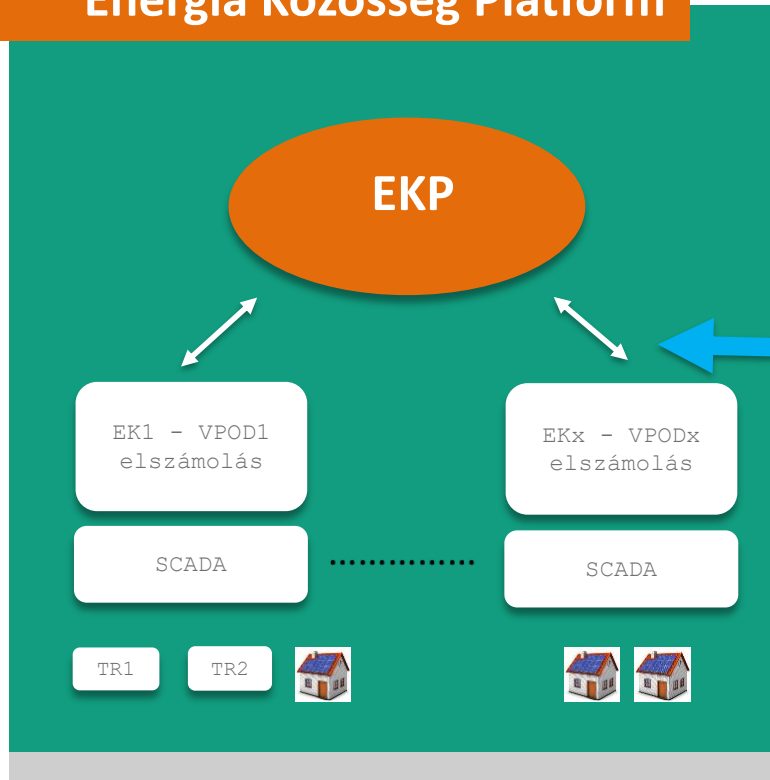 Energia Közösség Platform
EKP
EK1 - VPOD1
elszámolás
EKx - VPODx
elszámolás
SCADA
SCADA
TR1
TR2